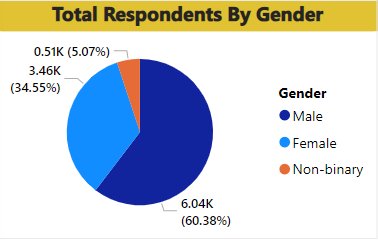 Total Respondents By Gender
0.51K (5.07%)
3.46K
(34.55%)
Gender
Male
Female
Non-binary
6.04K
(60.38%)